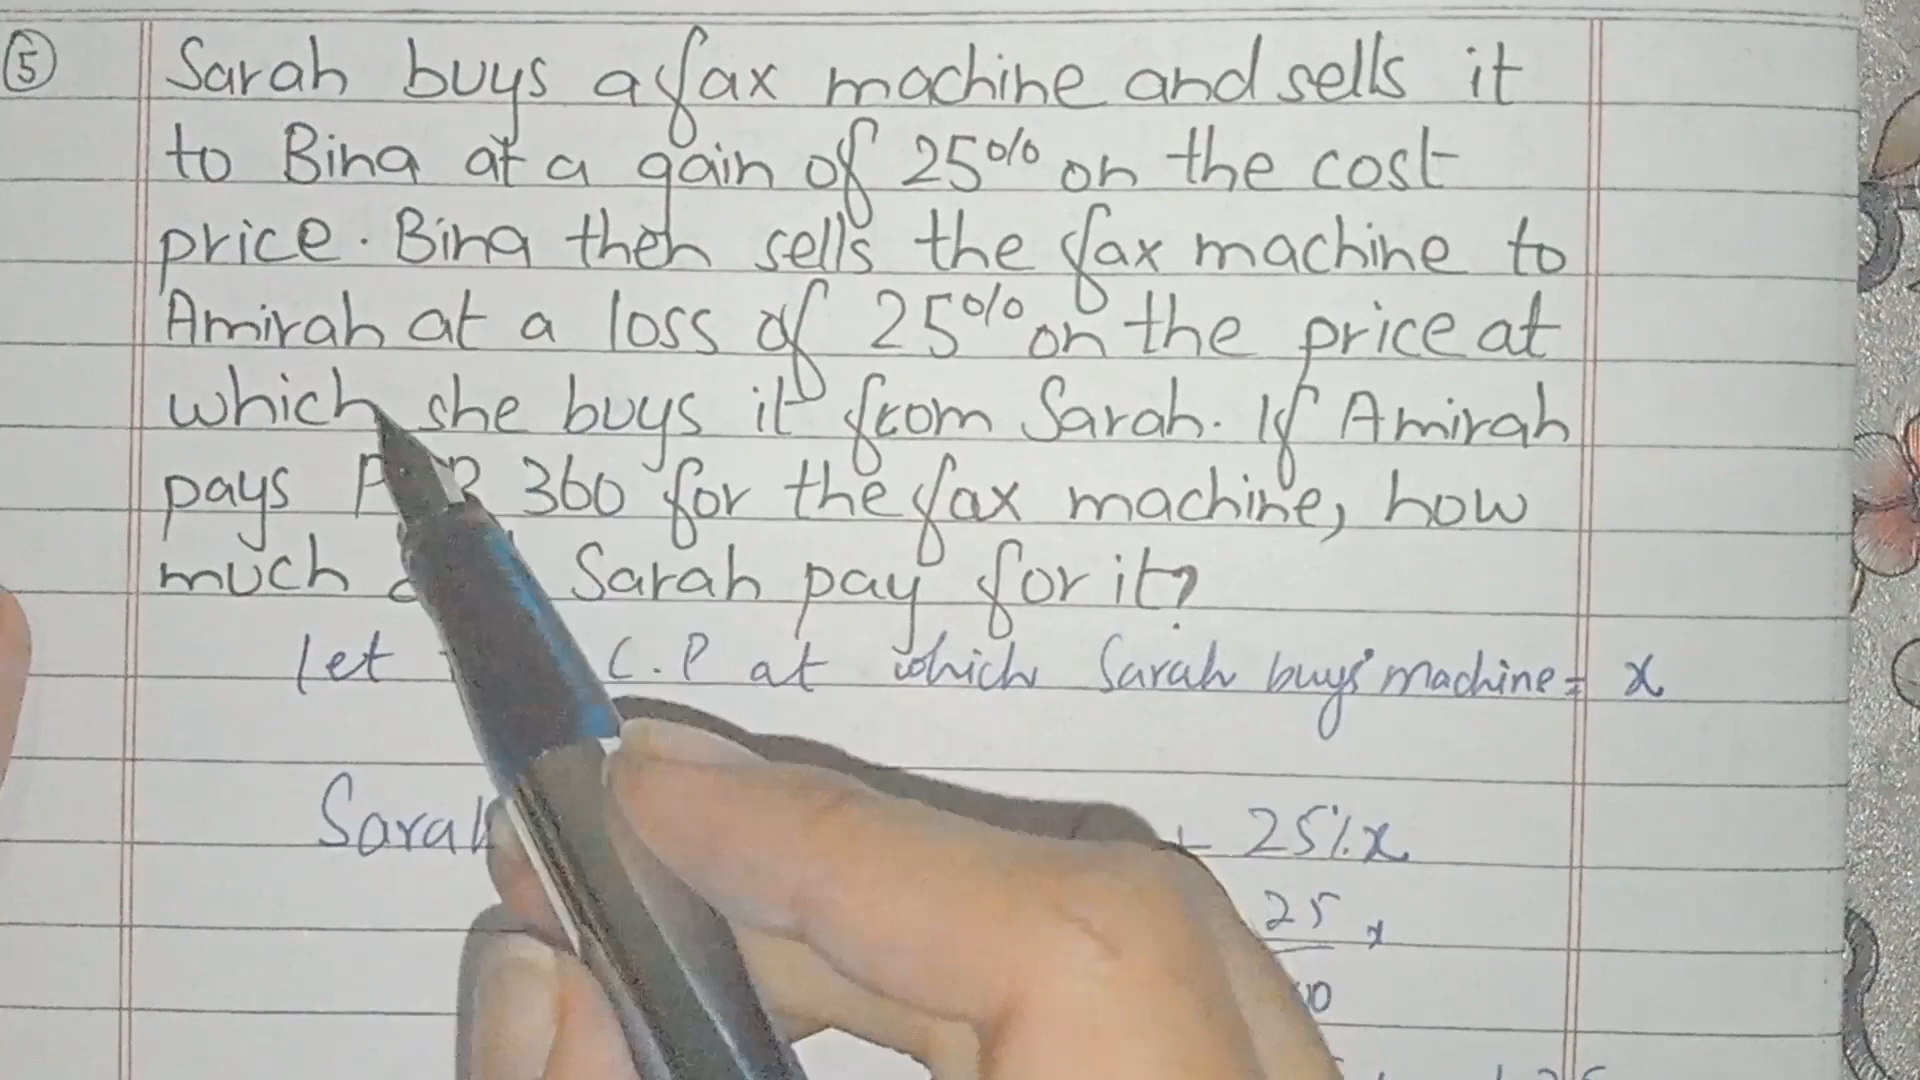 5 Sarah buys a fax machine and sells it
to Bina at a gain of 25% on the cost
price. Bina then sells the fax machine to
Amirah at a loss of 25% on the price at
which she buys it from Sarah. If Amirah
pays 360 for the fax machine, how
much Sarah pay for it?
let C.P at which Sarah buys machine = x
Sarah + 25%x
25 x